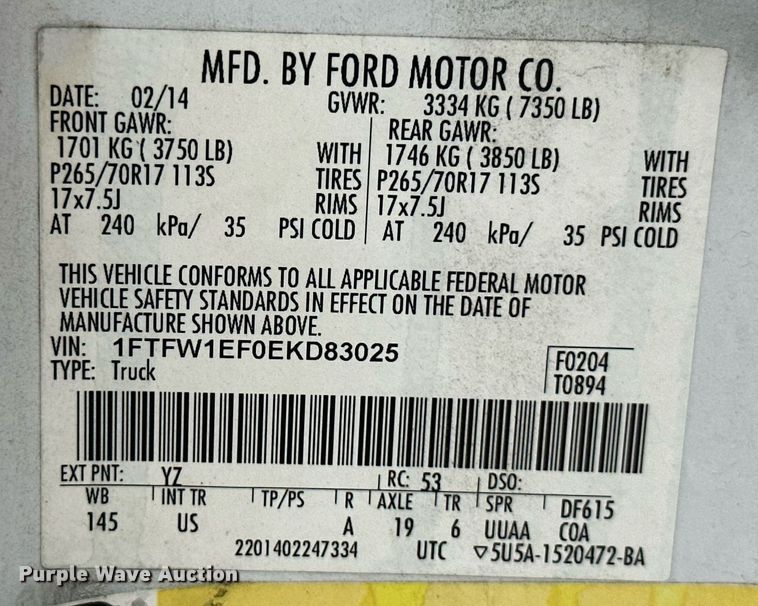 MFD. BY FORD MOTOR CO.
DATE: 02/14 GVWR: 3334 KG ( 7350 LB)
FRONT GAWR: REAR GAWR:
1701 KG ( 3750 LB) WITH 1746 KG ( 3850 LB) WITH
P265/70R17 113S TIRES P265/70R17 113S TIRES
17x7.5J RIMS 17x7.5J RIMS
AT 240 kPa/ 35 PSI COLD AT 240 kPa/ 35 PSI COLD
THIS VEHICLE CONFORMS TO ALL APPLICABLE FEDERAL MOTOR
VEHICLE SAFETY STANDARDS IN EFFECT ON THE DATE OF
MANUFACTURE SHOWN ABOVE.
VIN: 1FTFW1EF0EKD83025 F0204
TYPE: Truck T0894
EXT PNT: YZ RC: 53 DSO:
WB INT TR TP/PS R AXLE TR SPR DF615
145 US A 19 6 UUAA COA
2201402247334 UTC ▽5U5A-1520472-BA
Purple Wave Auction